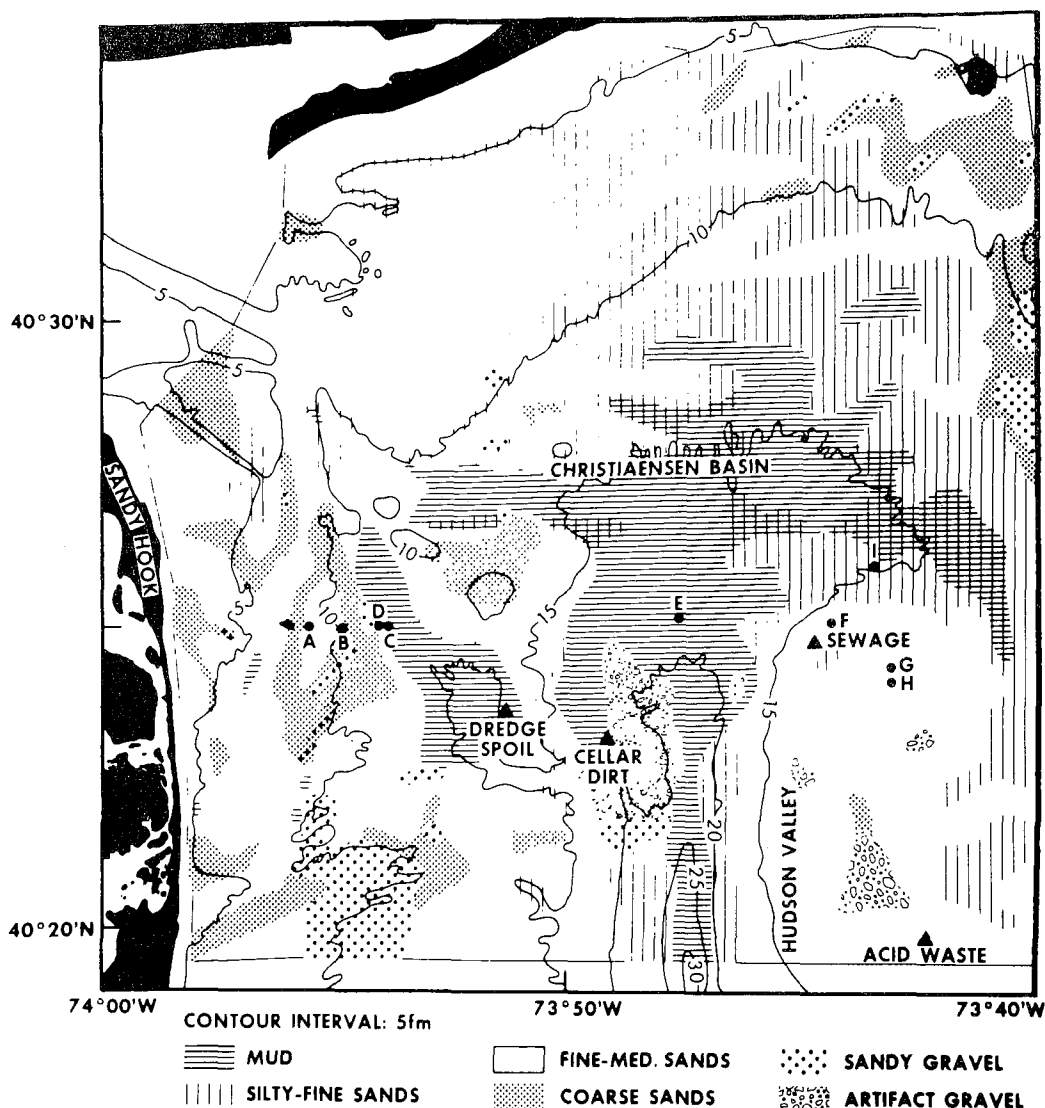 5
10
5
40°30'N
5
CHRISTIAENSEN BASIN
SANDY HOOK
10
15
I
5
10
A
B
D
C
E
F
SEWAGE
G
H
DREDGE
SPOIL
CELLAR
DIRT
15
20
HUDSON VALLEY
25
40°20'N
ACID WASTE
30
74°00'W
73°50'W
73°40'W
CONTOUR INTERVAL: 5fm
MUD
FINE-MED. SANDS
SANDY GRAVEL
SILTY-FINE SANDS
COARSE SANDS
ARTIFACT GRAVEL